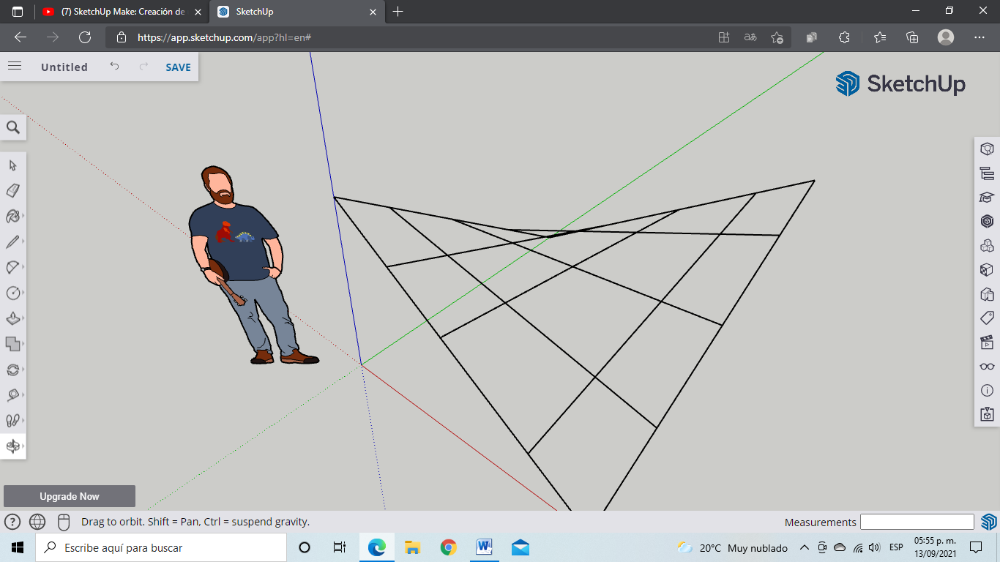 (7) SketchUp Make: Creación de
SketchUp
https://app.sketchup.com/app?hl=en#
aあ
Untitled
SAVE
SketchUp
Upgrade Now
Drag to orbit. Shift = Pan, Ctrl = suspend gravity.
Measurements
Escribe aquí para buscar
20°C Muy nublado
ESP
05:55 p. m.
13/09/2021